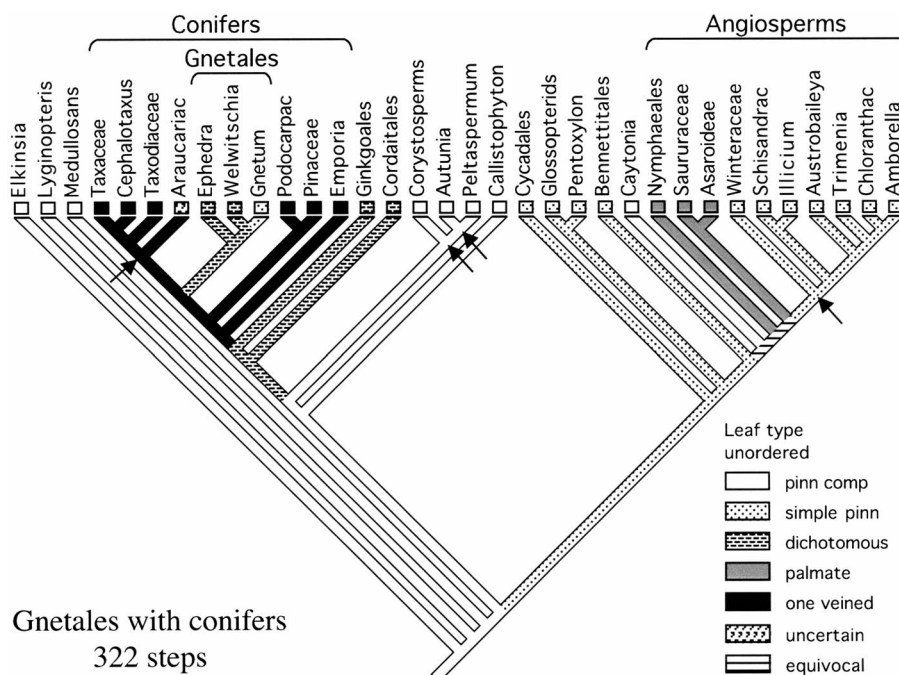 Conifers
Angiosperms
Gnetales
Elkinsia
Lyginopteris
Medullosans
Taxaceae
Cephalotaxus
Taxodiaceae
Araucariac
Ephedra
Welwitschia
Gnetum
Podocarpac
Pinaceae
Emporia
Ginkgoales
Cordaitales
Corystosperms
Autunia
Peltaspermum
Callistophyton
Cycadales
Glossopterids
Pentoxylon
Bennettitales
Caytonia
Nymphaeales
Saururaceae
Asaroideae
Winteraceae
Schisandrac
Illicium
Austrobaileya
Trimenia
Chloranthac
Amborella
Leaf type
unordered
pinn comp
simple pinn
dichotomous
palmate
one veined
uncertain
equivocal
Gnetales with conifers
322 steps